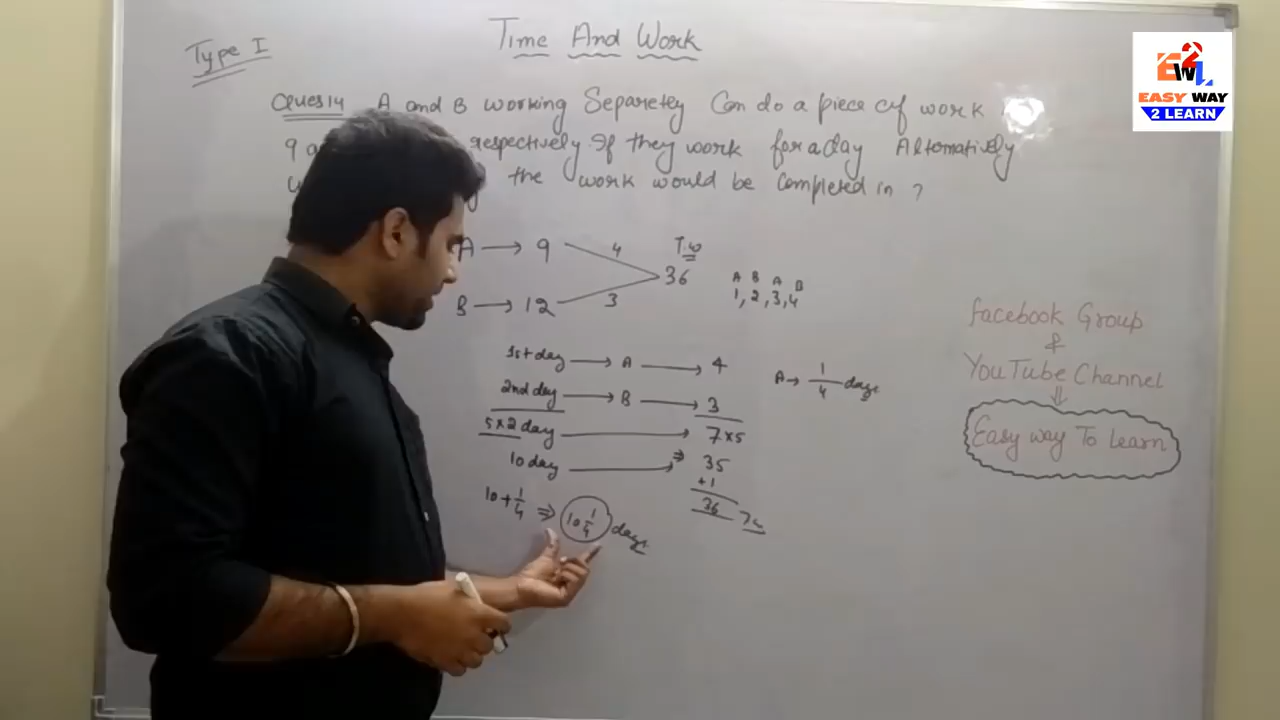 Type I
Time And Work
Ques 14 A and B working Separetey Can do a piece of work
9 respectively. If they work for a day Alternatively
the work would be completed in ?
A → 9 4 T.w
36
B → 12 3
A B A B
1, 2, 3, 4
1st day → A → 4
2nd day → B → 3
5×2 day → 7×5
10 day → ⇒ 35
+1
36
10+1/4 ⇒ 10 1/4 days
A → 1/4 days
Facebook Group
&
YouTube Channel
⇓
Easy way To Learn
E2L
W
EASY WAY
2 LEARN